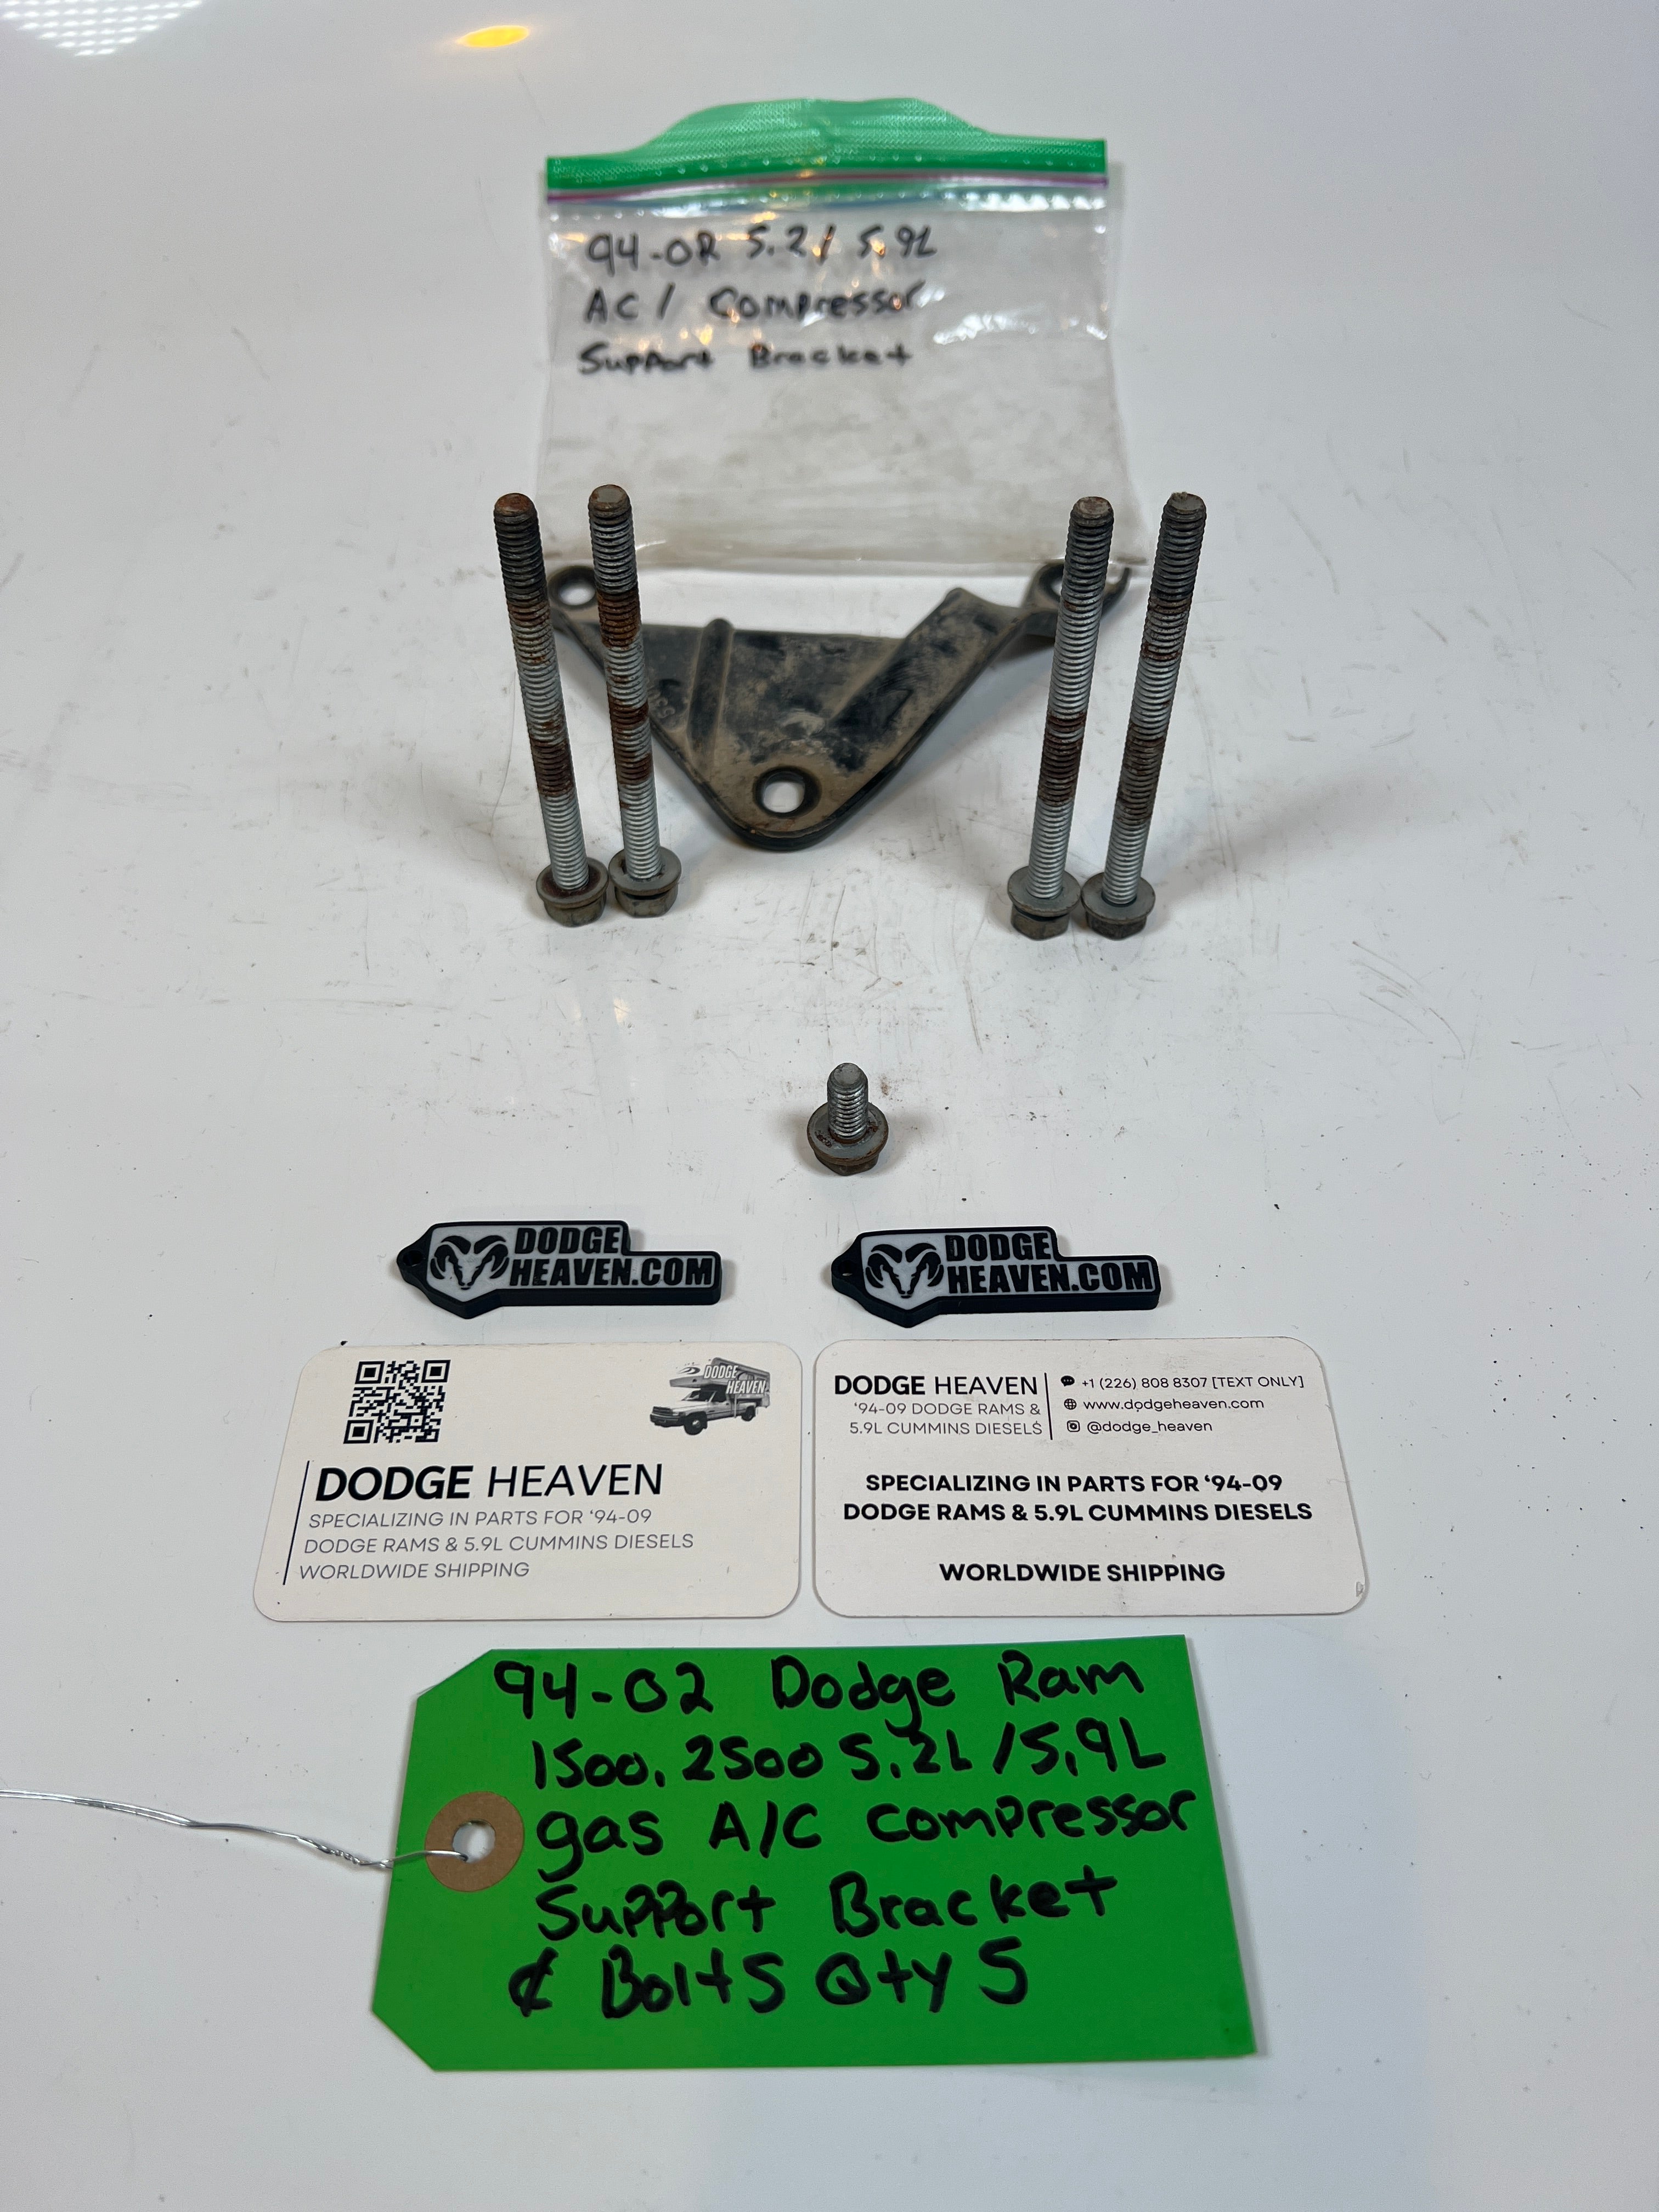 94-OR 5.2/ 5.9L
AC/ Compressor
Support Bracket
DODGE
HEAVEN.COM
DODGE
HEAVEN.COM
DODGE
HEAVEN
DODGE HEAVEN
SPECIALIZING IN PARTS FOR ‘94-09
DODGE RAMS & 5.9L CUMMINS DIESELS
WORLDWIDE SHIPPING
DODGE HEAVEN
‘94-09 DODGE RAMS &
5.9L CUMMINS DIESELS
+1 (226) 808 8307 [TEXT ONLY]
www.dodgeheaven.com
@dodge_heaven
SPECIALIZING IN PARTS FOR ‘94-09
DODGE RAMS & 5.9L CUMMINS DIESELS
WORLDWIDE SHIPPING
94-02 Dodge Ram
1500, 2500 5.2L/5.9L
gas A/C compressor
Support Bracket
& Bolts Qty 5